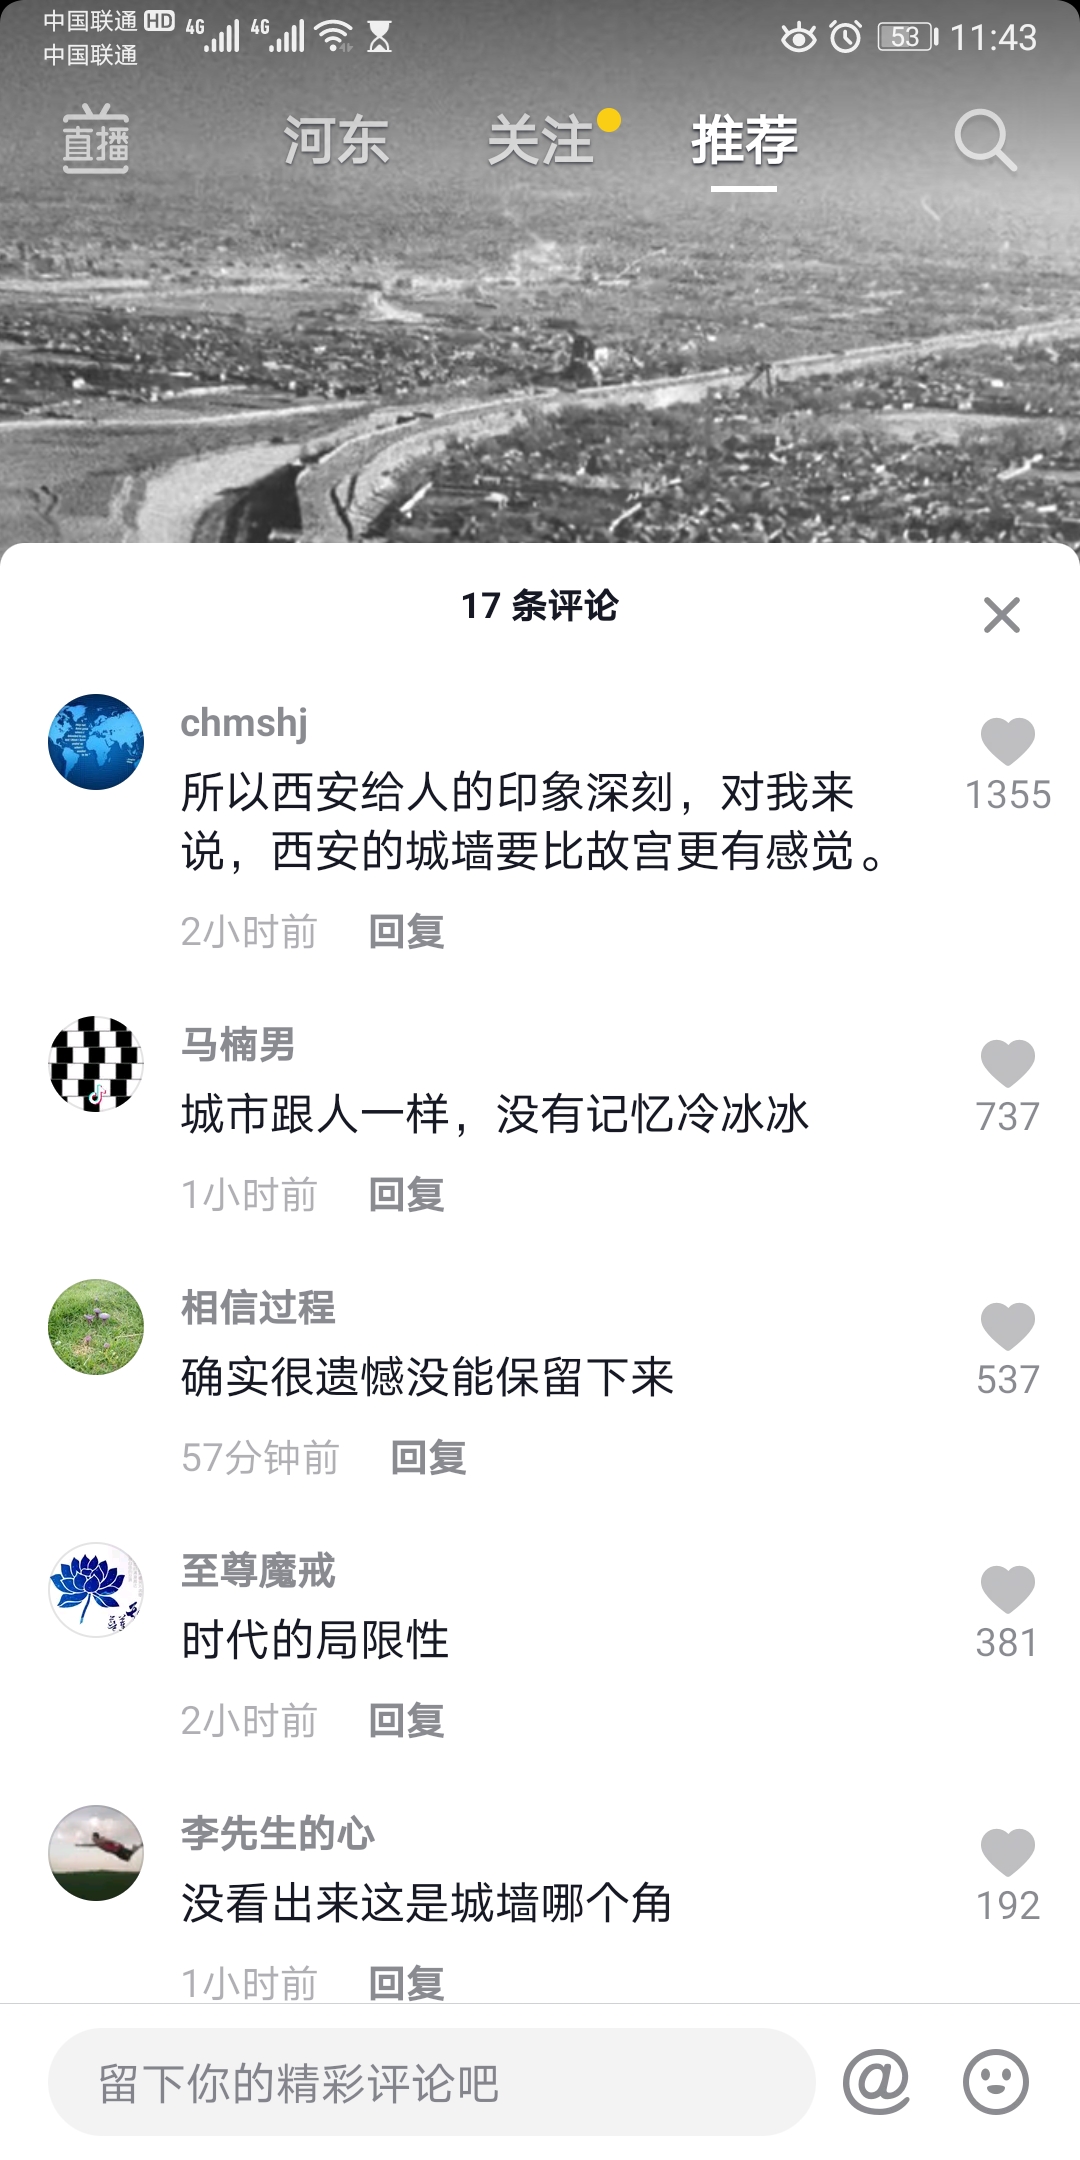 中国联通 HD 4G 4G 53 11:43
中国联通
直播 河东 关注 推荐
17 条评论
chmshj
所以西安给人的印象深刻，对我来
说，西安的城墙要比故宫更有感觉。
1355
2小时前 回复
马楠男
城市跟人一样，没有记忆冷冰冰
737
1小时前 回复
相信过程
确实很遗憾没能保留下来
537
57分钟前 回复
至尊魔戒
时代的局限性
381
2小时前 回复
李先生的心
没看出来这是城墙哪个角
192
1小时前 回复
留下你的精彩评论吧 @